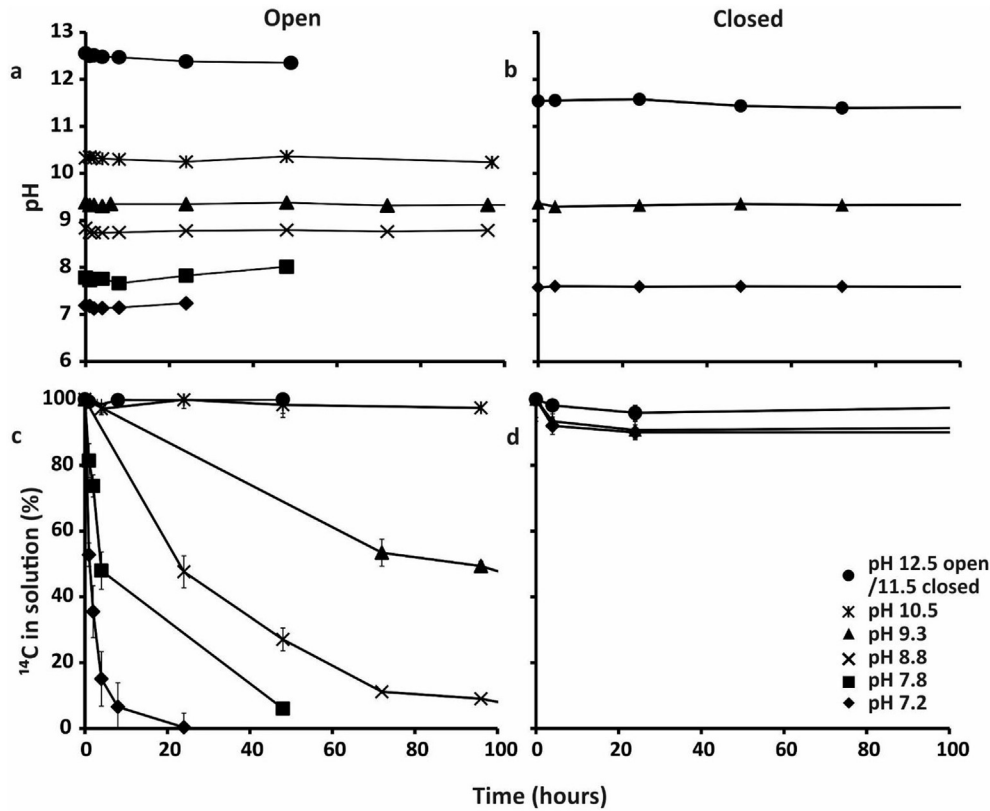 Open
Closed
a
b
13
12
11
10
9
8
7
6
pH
c
d
100
80
60
40
20
0
¹⁴C in solution (%)
0 20 40 60 80 100
0 20 40 60 80 100
Time (hours)
pH 12.5 open
/11.5 closed
pH 10.5
pH 9.3
pH 8.8
pH 7.8
pH 7.2